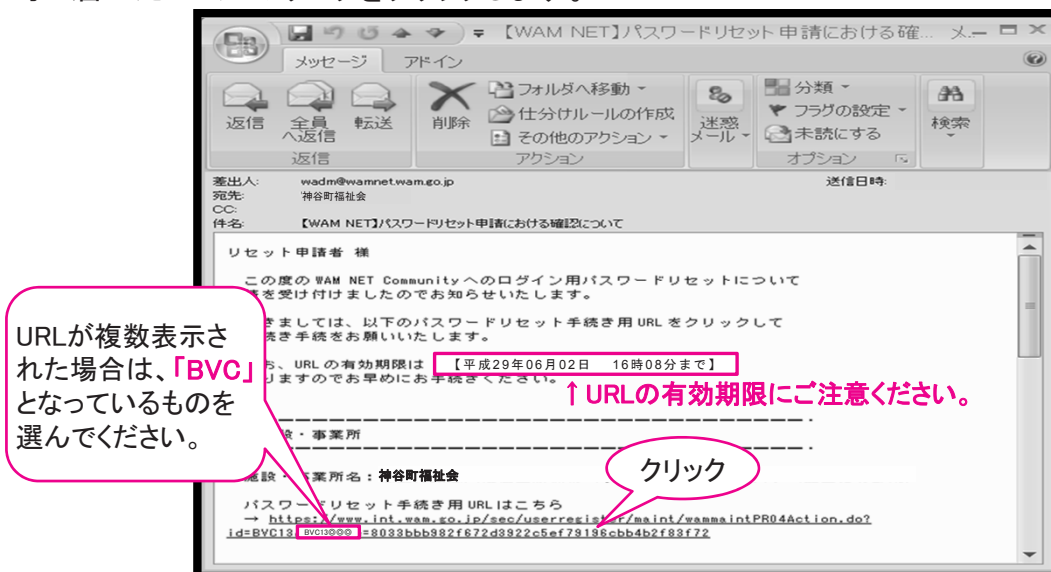 【WAM NET】パスワードリセット申請における確... メ...
メッセージ アドイン
返信
全員
へ返信
転送
削除
フォルダへ移動
仕分けルールの作成
その他のアクション
迷惑
メール
分類
フラグの設定
未読にする
検索
返信 アクション オプション
差出人: wadm@wamnet.wam.go.jp 送信日時:
宛先: 神谷町福祉会
CC:
件名: 【WAM NET】パスワードリセット申請における確認について
リセット申請者 様
この度の WAM NET Community へのログイン用パスワードリセットについて
を受け付けましたのでお知らせいたします。
きましては、以下のパスワードリセット手続き用 URL をクリックして
続き手続をお願いいたします。
URL の有効期限は 【平成29年06月02日 16時08分まで】
りますのでお早めにお手続きください。
↑URLの有効期限にご注意ください。
URLが複数表示さ
れた場合は、「BVC」
となっているものを
選んでください。
・事業所
施設・事業所名：神谷町福祉会
クリック
パスワードリセット手続き用 URL はこちら
→ https://www.int.wam.go.jp/sec/userregister/maint/wammaintPR04Action.do?
id=BVC13 BVC13◎◎◎ =8033bbb982f672d3922c5ef79196cbb4b2f83f72